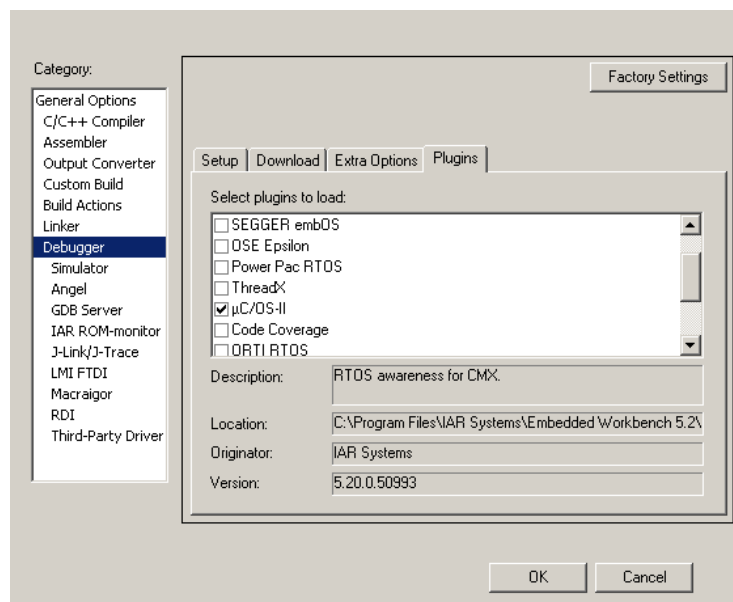 Category:
General Options
C/C++ Compiler
Assembler
Output Converter
Custom Build
Build Actions
Linker
Debugger
Simulator
Angel
GDB Server
IAR ROM-monitor
J-Link/J-Trace
LMI FTDI
Macraigor
RDI
Third-Party Driver
Factory Settings
Setup Download Extra Options Plugins
Select plugins to load:
SEGGER embOS
OSE Epsilon
Power Pac RTOS
ThreadX
µC/OS-II
Code Coverage
ORTI RTOS
Description: RTOS awareness for CMX.
Location: C:\Program Files\IAR Systems\Embedded Workbench 5.2\
Originator: IAR Systems
Version: 5.20.0.50993
OK Cancel